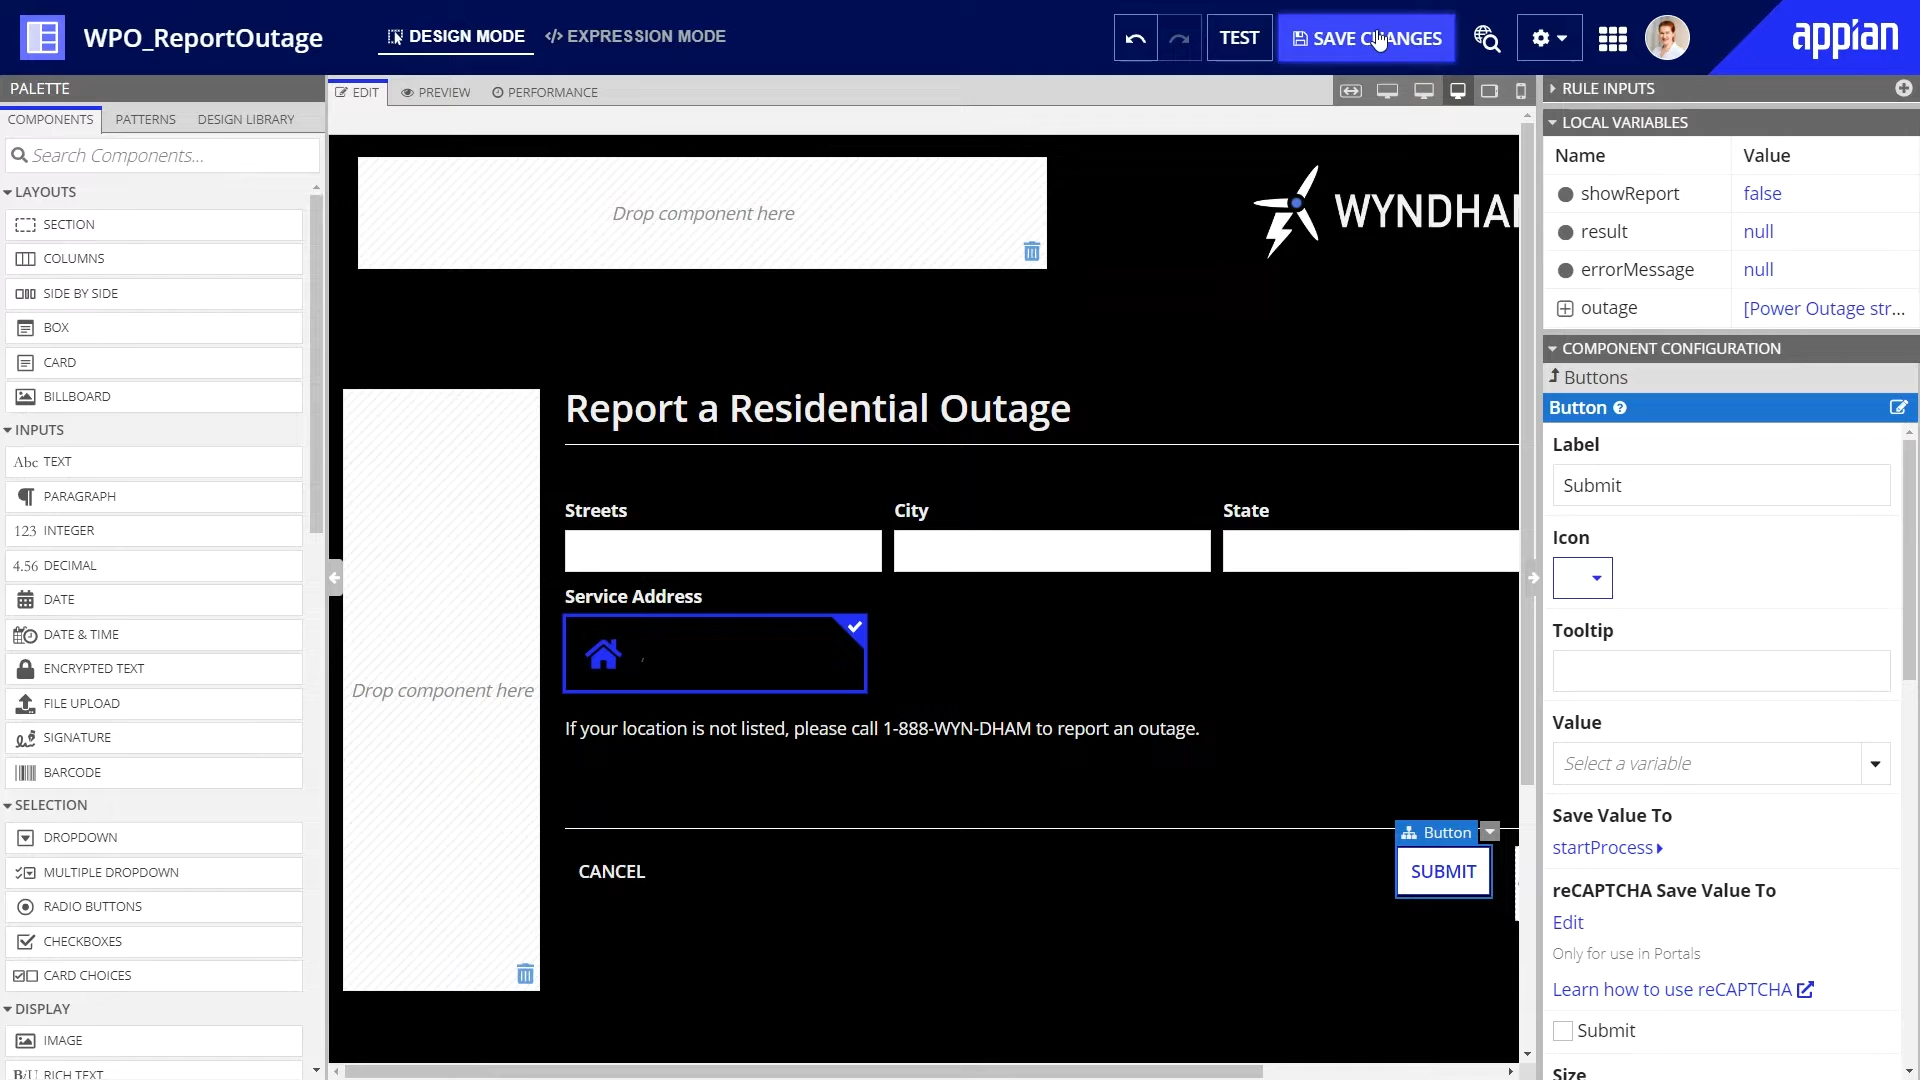 WPO_ReportOutage
DESIGN MODE
</> EXPRESSION MODE
TEST
SAVE CHANGES
appian
PALETTE
COMPONENTS
PATTERNS
DESIGN LIBRARY
Search Components...
LAYOUTS
SECTION
COLUMNS
SIDE BY SIDE
BOX
CARD
BILLBOARD
INPUTS
Abc TEXT
PARAGRAPH
123 INTEGER
4.56 DECIMAL
DATE
DATE & TIME
ENCRYPTED TEXT
FILE UPLOAD
SIGNATURE
BARCODE
SELECTION
DROPDOWN
MULTIPLE DROPDOWN
RADIO BUTTONS
CHECKBOXES
CARD CHOICES
DISPLAY
IMAGE
BiU RICH TEXT
EDIT
PREVIEW
PERFORMANCE
Drop component here
WYNDHA
Report a Residential Outage
Streets
City
State
Service Address
,
Drop component here
If your location is not listed, please call 1-888-WYN-DHAM to report an outage.
Button
CANCEL
SUBMIT
RULE INPUTS
LOCAL VARIABLES
Name
Value
showReport
false
result
null
errorMessage
null
outage
[Power Outage str...
COMPONENT CONFIGURATION
Buttons
Button
Label
Submit
Icon
Tooltip
Value
Select a variable
Save Value To
startProcess
reCAPTCHA Save Value To
Edit
Only for use in Portals
Learn how to use reCAPTCHA
Submit
Size